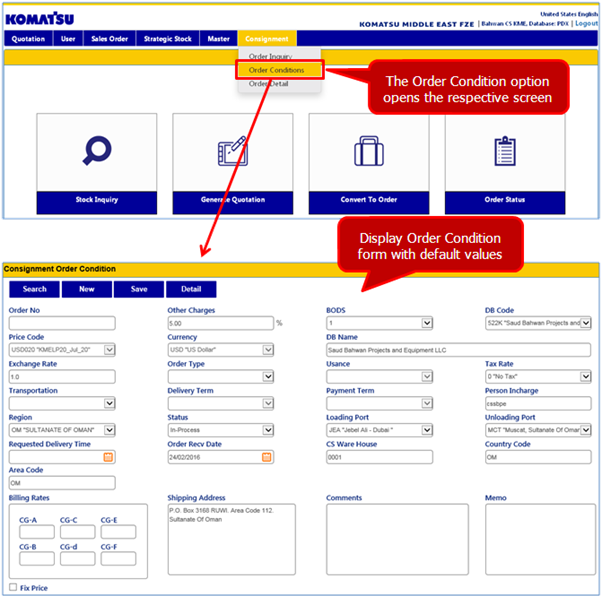 KOMATSU
United States English
KOMATSU MIDDLE EAST FZE | Bahwan CS KME, Database: PDX | Logout
Quotation User Sales Order Strategic Stock Master Consignment
Order Inquiry
Order Conditions
Order Detail
The Order Condition option
opens the respective screen
Stock Inquiry Generate Quotation Convert To Order Order Status
Display Order Condition
form with default values
Consignment Order Condition
Search New Save Detail
Order No Other Charges BODS DB Code
5.00 % 1 522K "Saud Bahwan Projects and
Price Code Currency DB Name
USD020 "KMELP20_Jul_20" USD "US Dollar" Saud Bahwan Projects and Equipment LLC
Exchange Rate Order Type Usance Tax Rate
1.0 0 "No Tax"
Transportation Delivery Term Payment Term Person Incharge
cssbpe
Region Status Loading Port Unloading Port
OM "SULTANATE OF OMAN" In-Process JEA "Jebel Ali - Dubai " MCT "Muscat, Sultanate Of Omar
Requested Delivery Time Order Recv Date CS Ware House Country Code
24/02/2016 0001 OM
Area Code
OM
Billing Rates Shipping Address Comments Memo
CG-A CG-C CG-E
CG-B CG-d CG-F
P.O. Box 3168 RUWI. Area Code 112.
Sultanate Of Oman
Fix Price